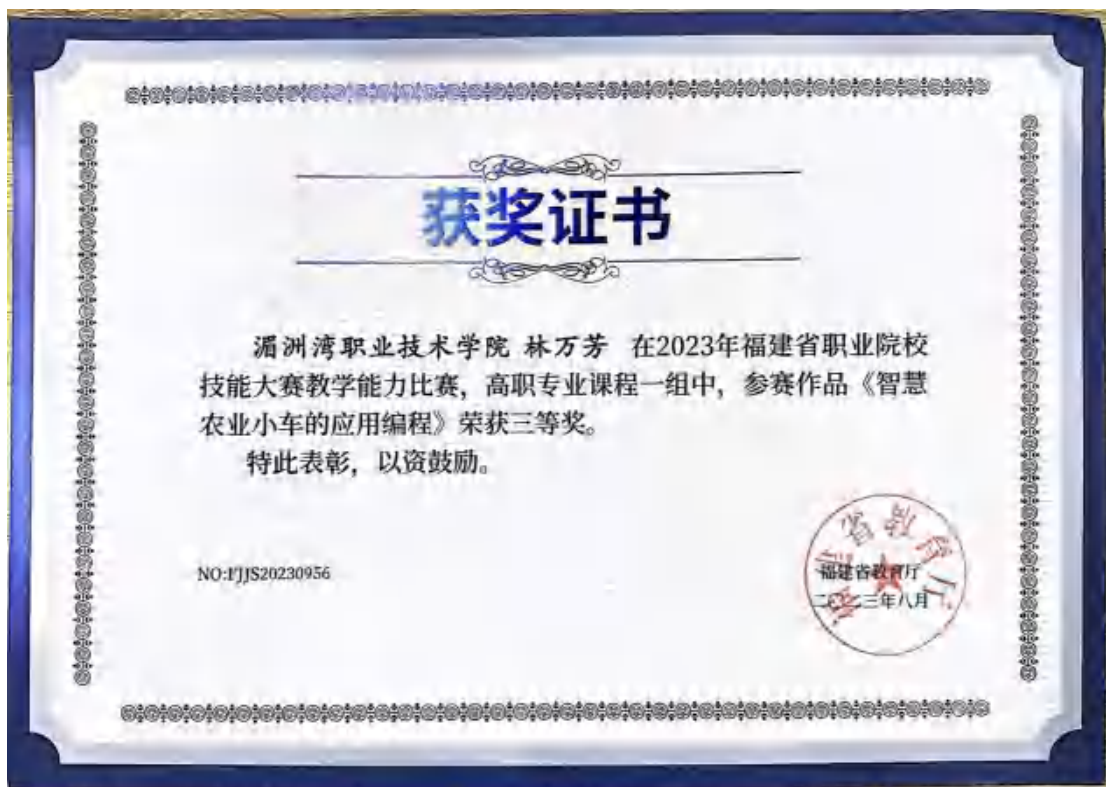 获奖证书
湄洲湾职业技术学院 林万芳 在2023年福建省职业院校
技能大赛教学能力比赛，高职专业课程一组中，参赛作品《智慧
农业小车的应用编程》荣获三等奖。
特此表彰，以资鼓励。
NO:FJJS20230956
福建省教育厅
二〇二三年八月